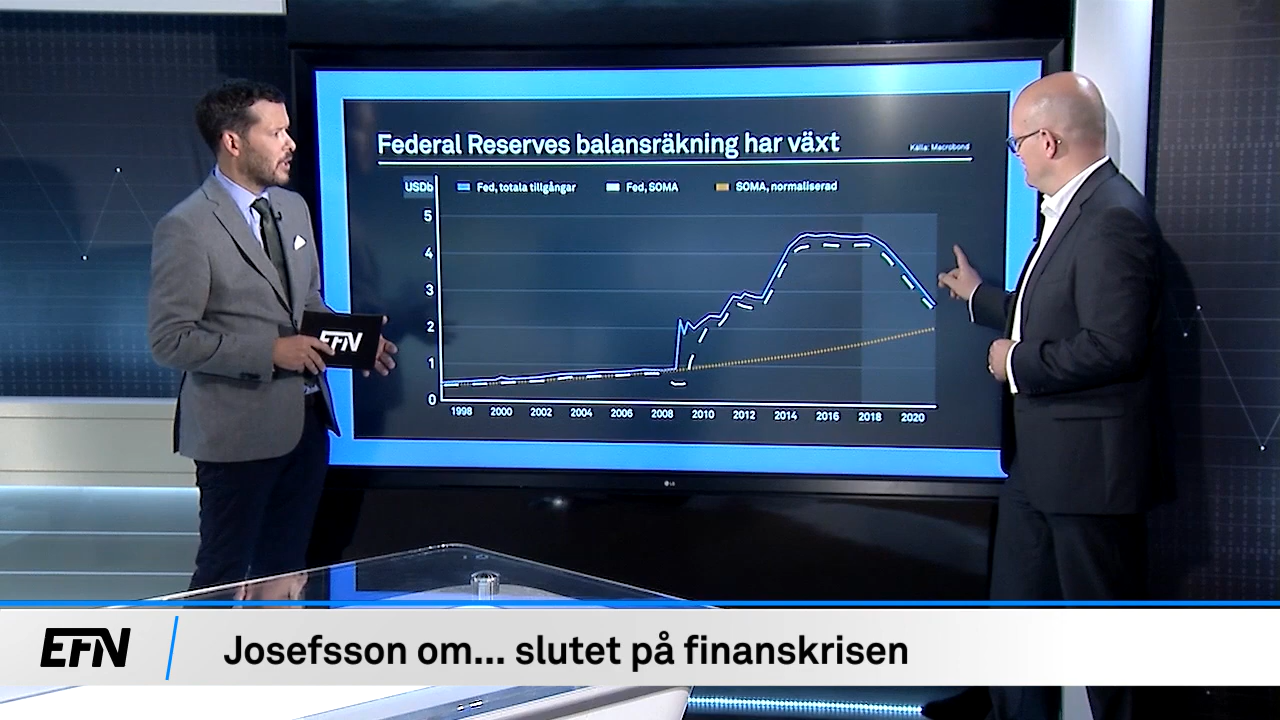 Federal Reserves balansräkning har växt
Källa: Macrobond
USDb
Fed, totala tillgångar
Fed, SOMA
SOMA, normaliserad
5
4
3
2
1
0
1998 2000 2002 2004 2006 2008 2010 2012 2014 2016 2018 2020
EFN
LG
EFN
Josefsson om... slutet på finanskrisen